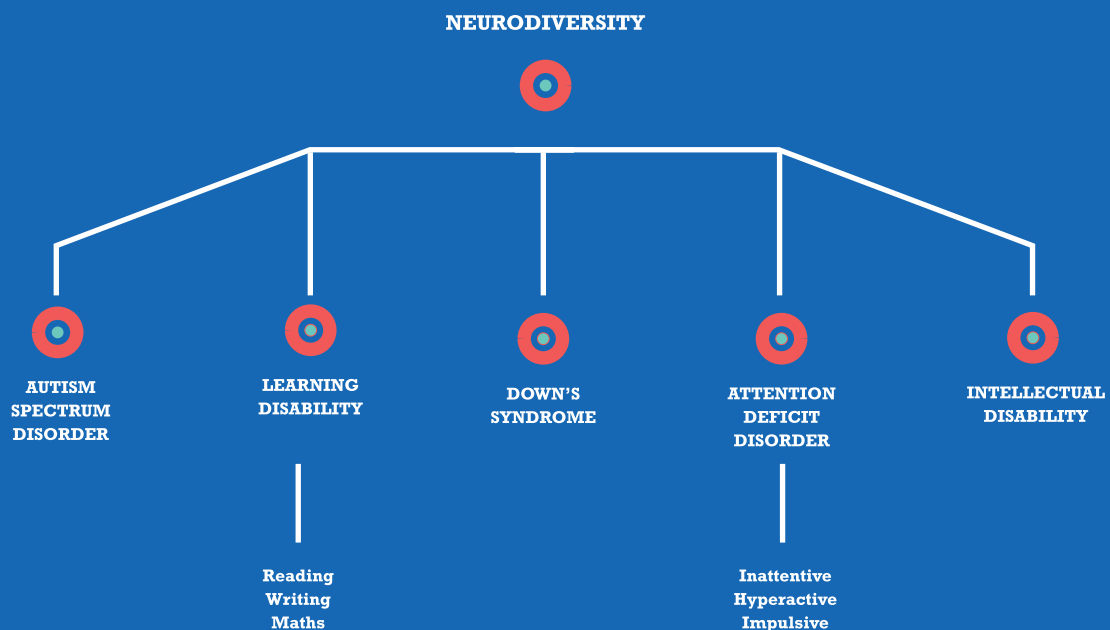 NEURODIVERSITY
AUTISM
SPECTRUM
DISORDER
LEARNING
DISABILITY
DOWN'S
SYNDROME
ATTENTION
DEFICIT
DISORDER
INTELLECTUAL
DISABILITY
Reading
Writing
Maths
Inattentive
Hyperactive
Impulsive